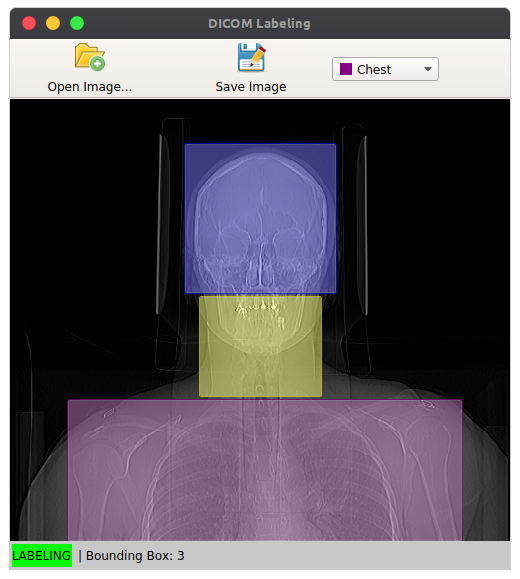 DICOM Labeling
Open Image...
Save Image
Chest
LABELING | Bounding Box: 3